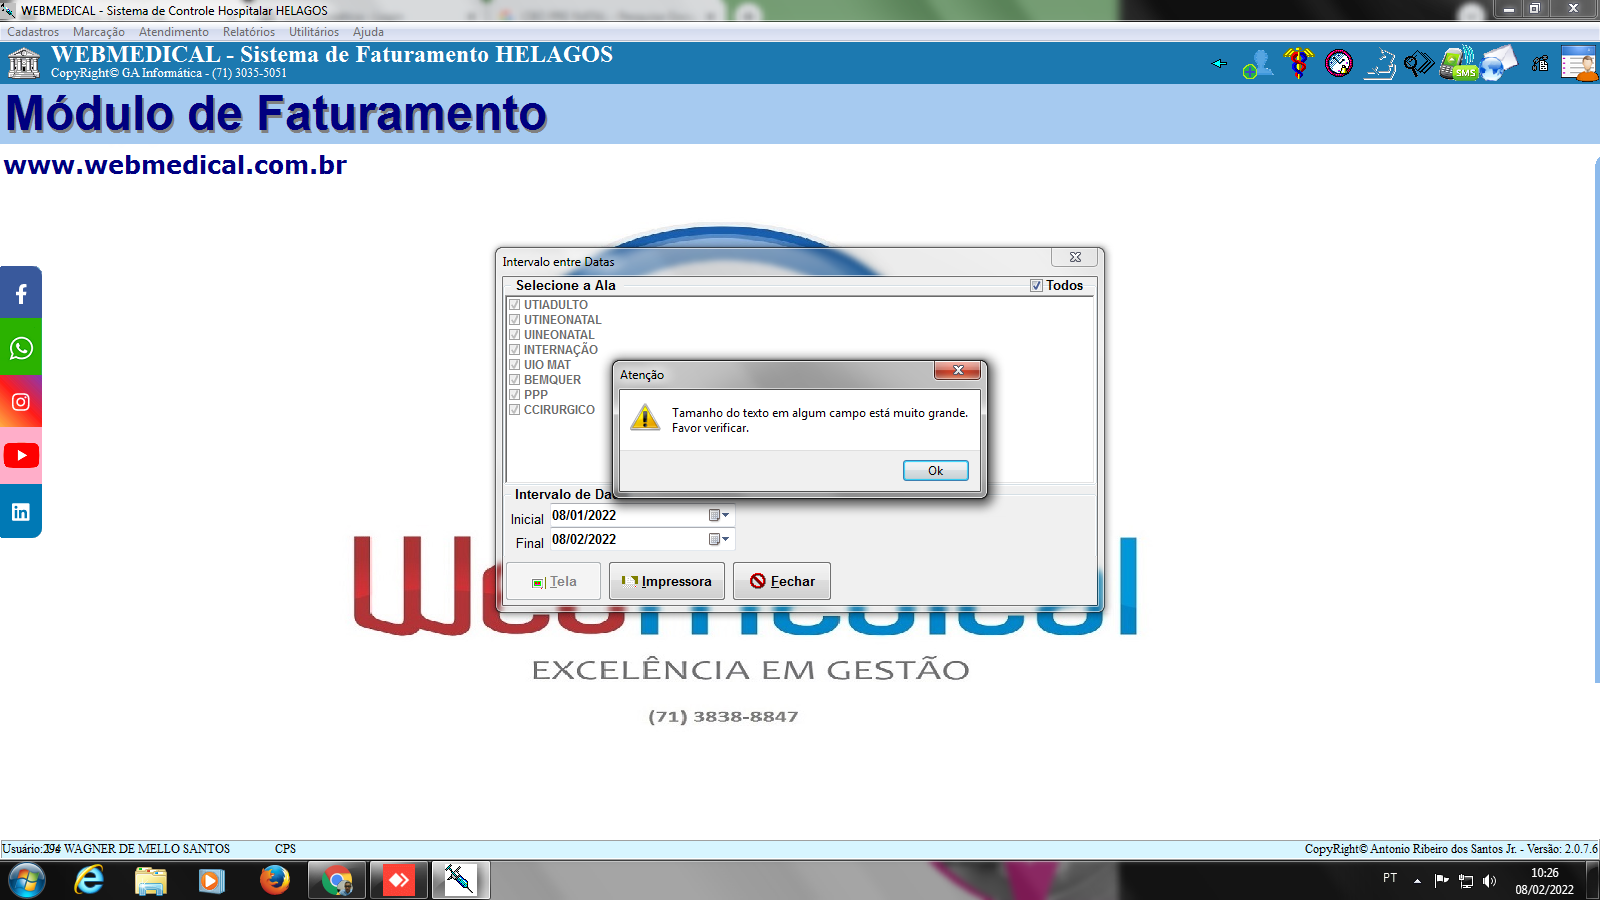 WEBMEDICAL - Sistema de Controle Hospitalar HELAGOS
Cadastros Marcação Atendimento Relatórios Utilitários Ajuda
WEBMEDICAL - Sistema de Faturamento HELAGOS
CopyRight© GA Informática - (71) 3035-5051
SMS
Módulo de Faturamento
www.webmedical.com.br
Intervalo entre Datas
Selecione a Ala
Todos
UTIADULTO
UTINEONATAL
UINEONATAL
INTERNAÇÃO
UIO MAT
BEMQUER
PPP
CCIRURGICO
Atenção
Tamanho do texto em algum campo está muito grande.
Favor verificar.
Ok
Intervalo de Da
Inicial 08/01/2022
Final 08/02/2022
Tela Impressora Fechar
EXCELÊNCIA EM GESTÃO
(71) 3838-8847
Usuário: WAGNER DE MELLO SANTOS CPS
CopyRight© Antonio Ribeiro dos Santos Jr. - Versão: 2.0.7.6
PT
10:26
08/02/2022